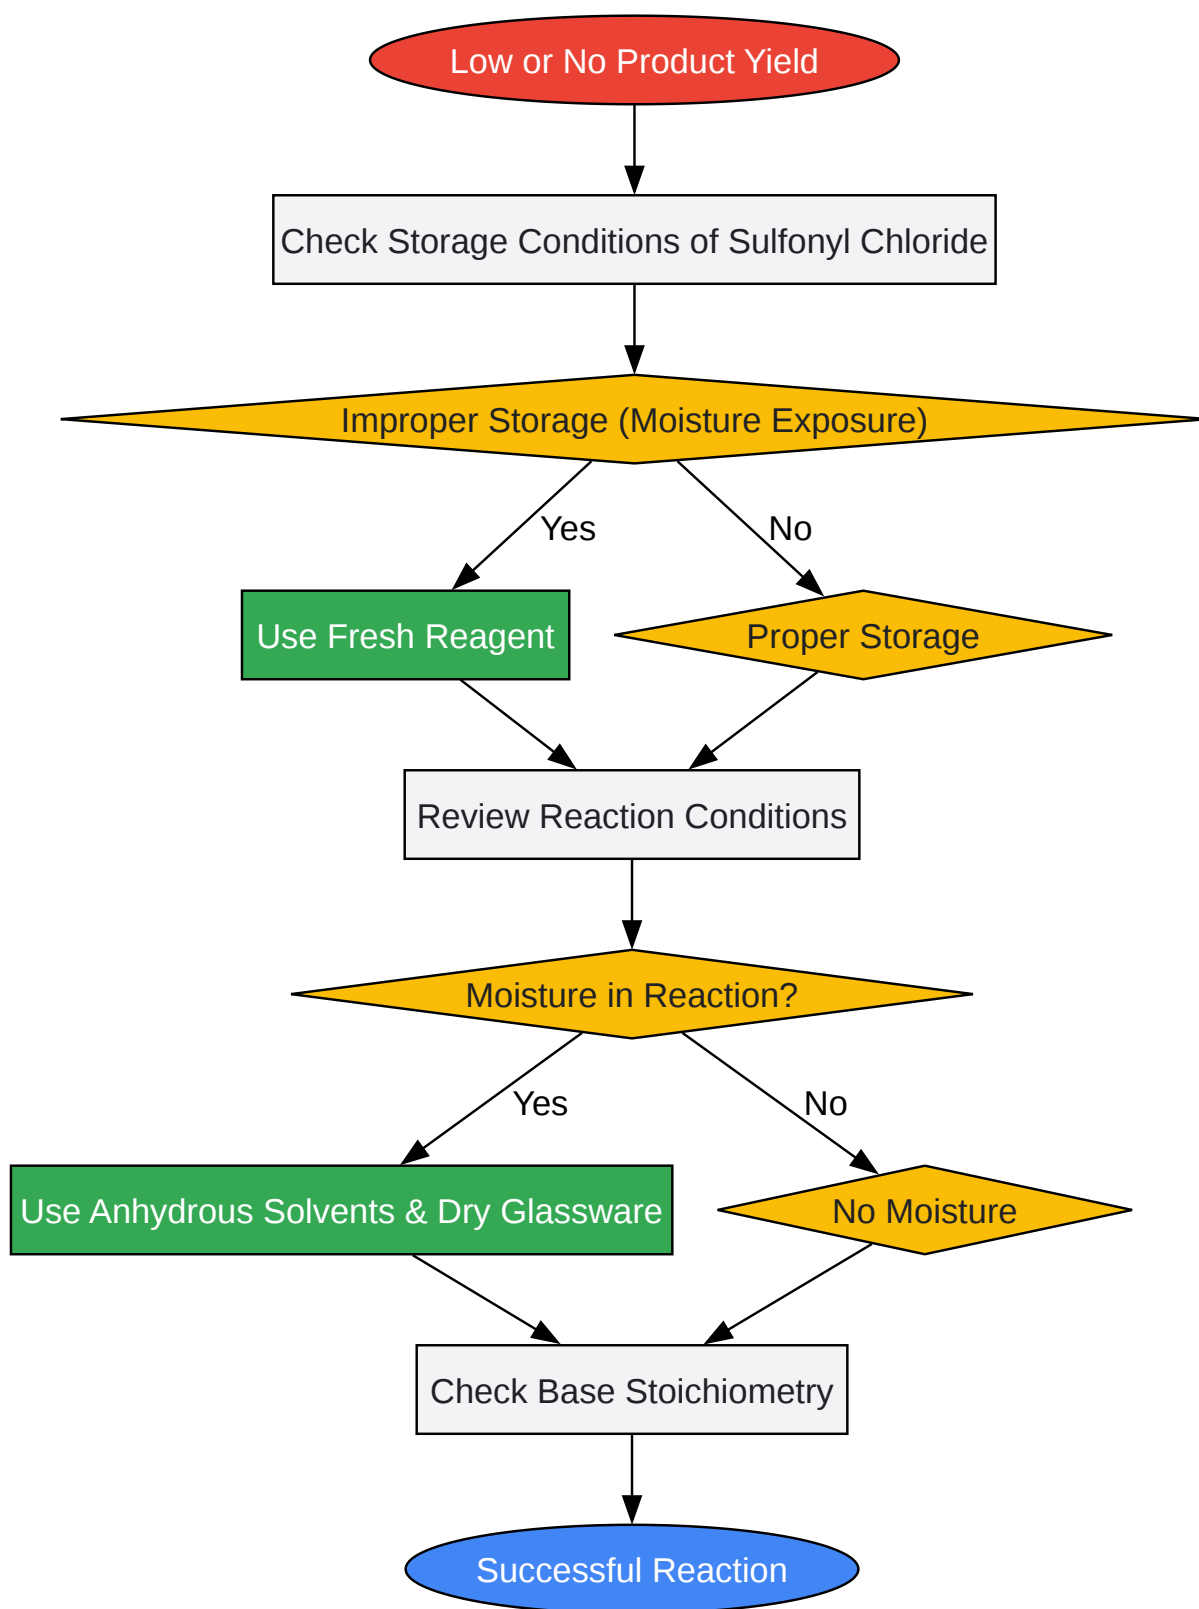 Low or No Product Yield
Check Storage Conditions of Sulfonyl Chloride
Improper Storage (Moisture Exposure)
Yes
No
Use Fresh Reagent
Proper Storage
Review Reaction Conditions
Moisture in Reaction?
Yes
No
Use Anhydrous Solvents & Dry Glassware
No Moisture
Check Base Stoichiometry
Successful Reaction